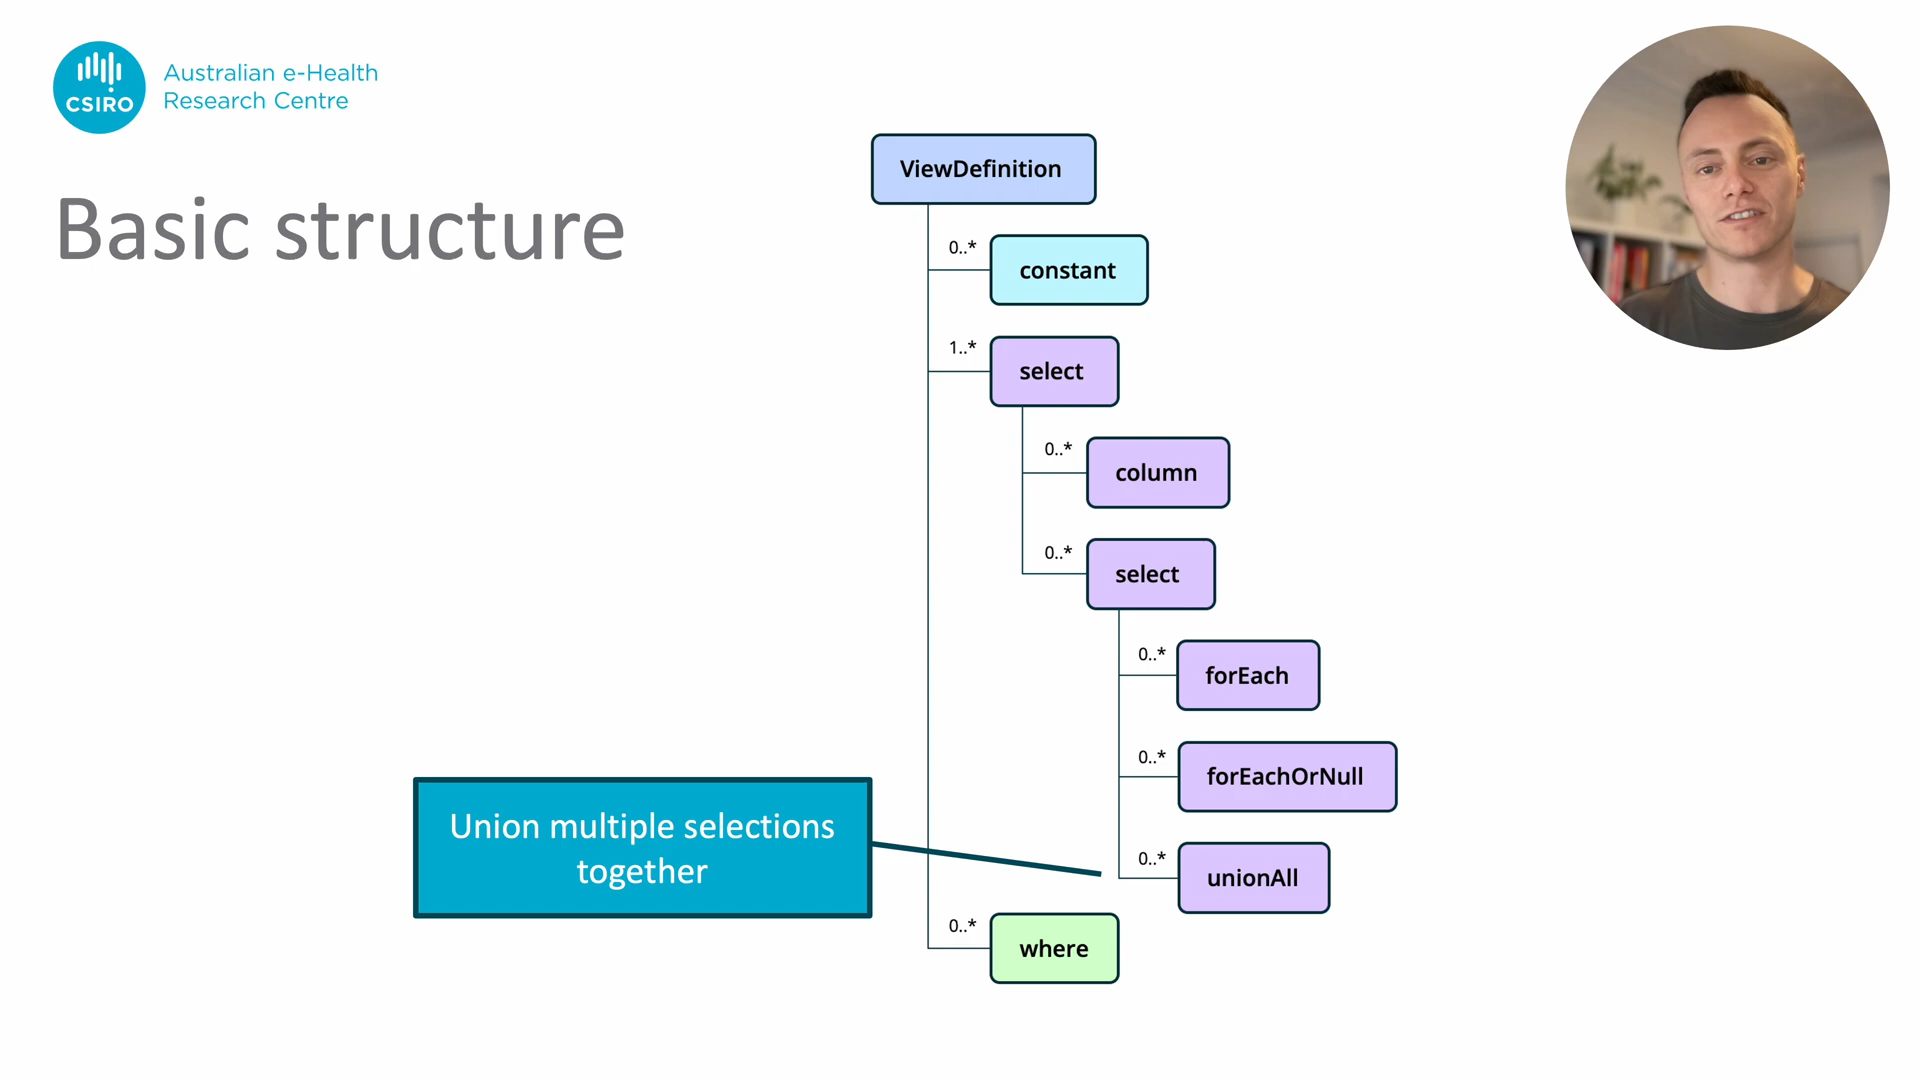 CSIRO
Australian e-Health
Research Centre
Basic structure
ViewDefinition
0..*
constant
1..*
select
0..*
column
0..*
select
0..*
forEach
0..*
forEachOrNull
0..*
unionAll
Union multiple selections
together
0..*
where